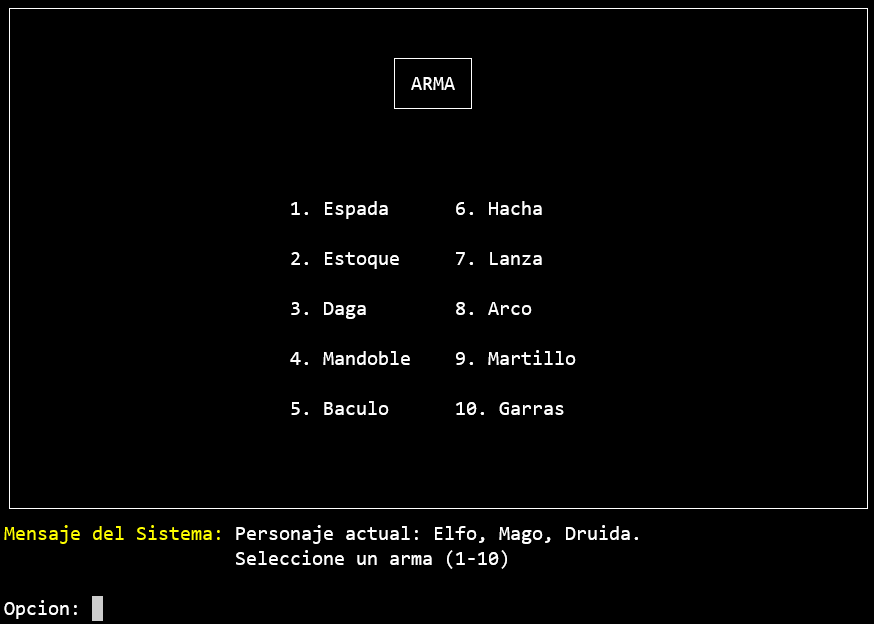 ARMA
1. Espada 6. Hacha
2. Estoque 7. Lanza
3. Daga 8. Arco
4. Mandoble 9. Martillo
5. Baculo 10. Garras
Mensaje del Sistema: Personaje actual: Elfo, Mago, Druida.
Seleccione un arma (1-10)
Opcion: